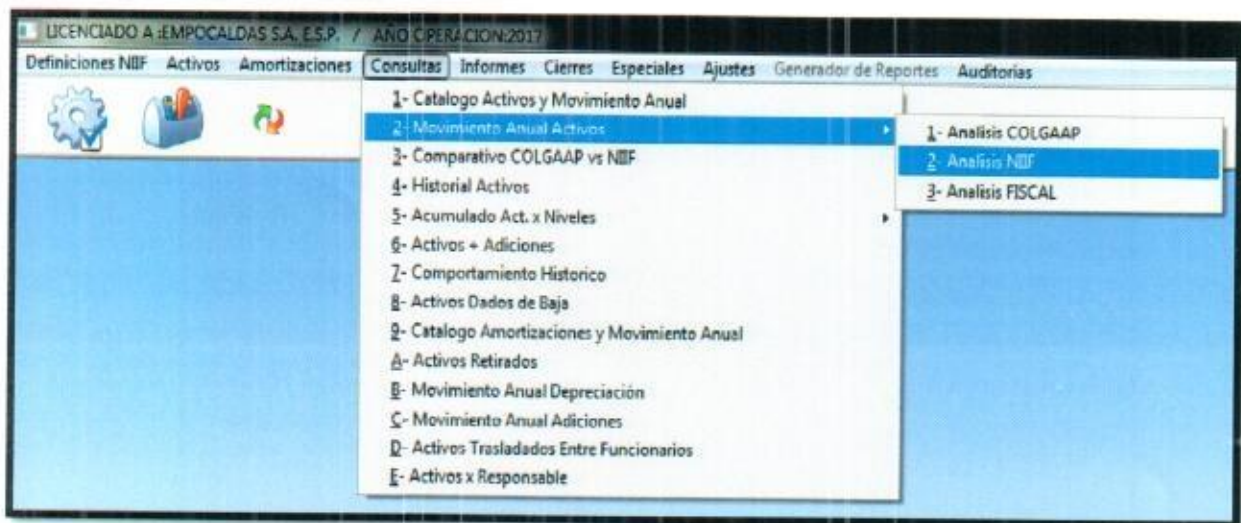 LICENCIADO A :EMPOCALDAS S.A. E.S.P. / AÑO OPERACION:2017
Definiciones NIIF Activos Amortizaciones Consultas Informes Cierres Especiales Ajustes Generador de Reportes Auditorias
1- Catalogo Activos y Movimiento Anual
2- Movimiento Anual Activos
3- Comparativo COLGAAP vs NIIF
4- Historial Activos
5- Acumulado Act. x Niveles
6- Activos + Adiciones
7- Comportamiento Historico
8- Activos Dados de Baja
9- Catalogo Amortizaciones y Movimiento Anual
A- Activos Retirados
B- Movimiento Anual Depreciación
C- Movimiento Anual Adiciones
D- Activos Trasladados Entre Funcionarios
E- Activos x Responsable
1- Analisis COLGAAP
2- Analisis NIIF
3- Analisis FISCAL